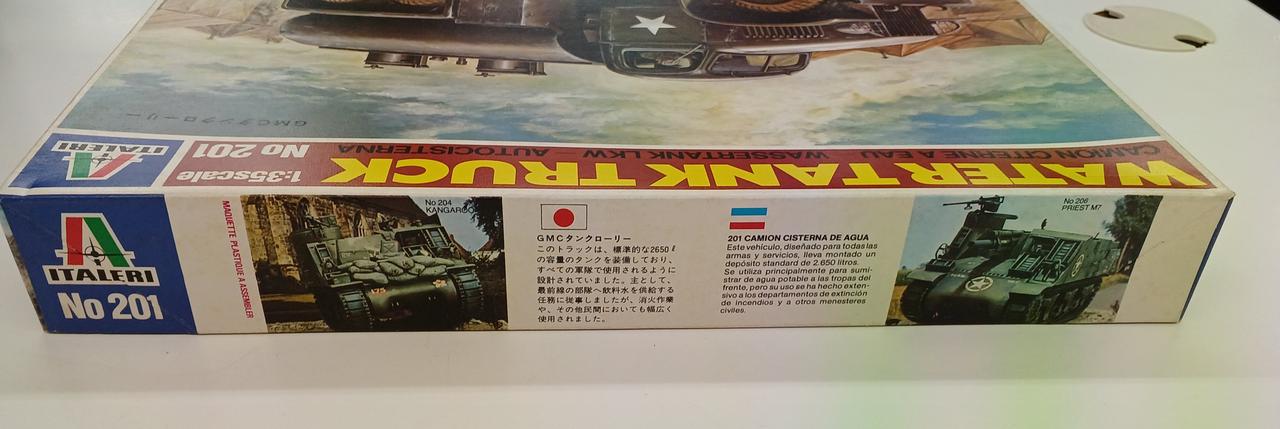 GMCタンクローリー
CAMION CITERNE A EAU WASSERTANK LKW AUTOCISTERNA
WATER TANK TRUCK
1:35scale
No 201
ITALERI
ITALERI
No 201
MAQUETTE PLASTIQUE A ASSEMBLER
No 204
KANGAROO
GMCタンクローリー
このトラックは、標準的な2650ℓ
の容量のタンクを装備しており、
すべての軍隊で使用されるように
設計されていました。主として、
最前線の部隊へ飲料水を供給する
任務に従事しましたが、消火作業
や、その他民間においても幅広く
使用されました。
201 CAMION CISTERNA DE AGUA
Este vehículo, diseñado para todas las
armas y servicios, lleva montado un
depósito standard de 2.650 litros.
Se utiliza principalmente para sumi-
strar de agua potable a las tropas del
frente, pero su uso se ha hecho exten-
sivo a los departamentos de extinción
de incendios y a otros menesteres
civiles.
No 206
PRIEST M7